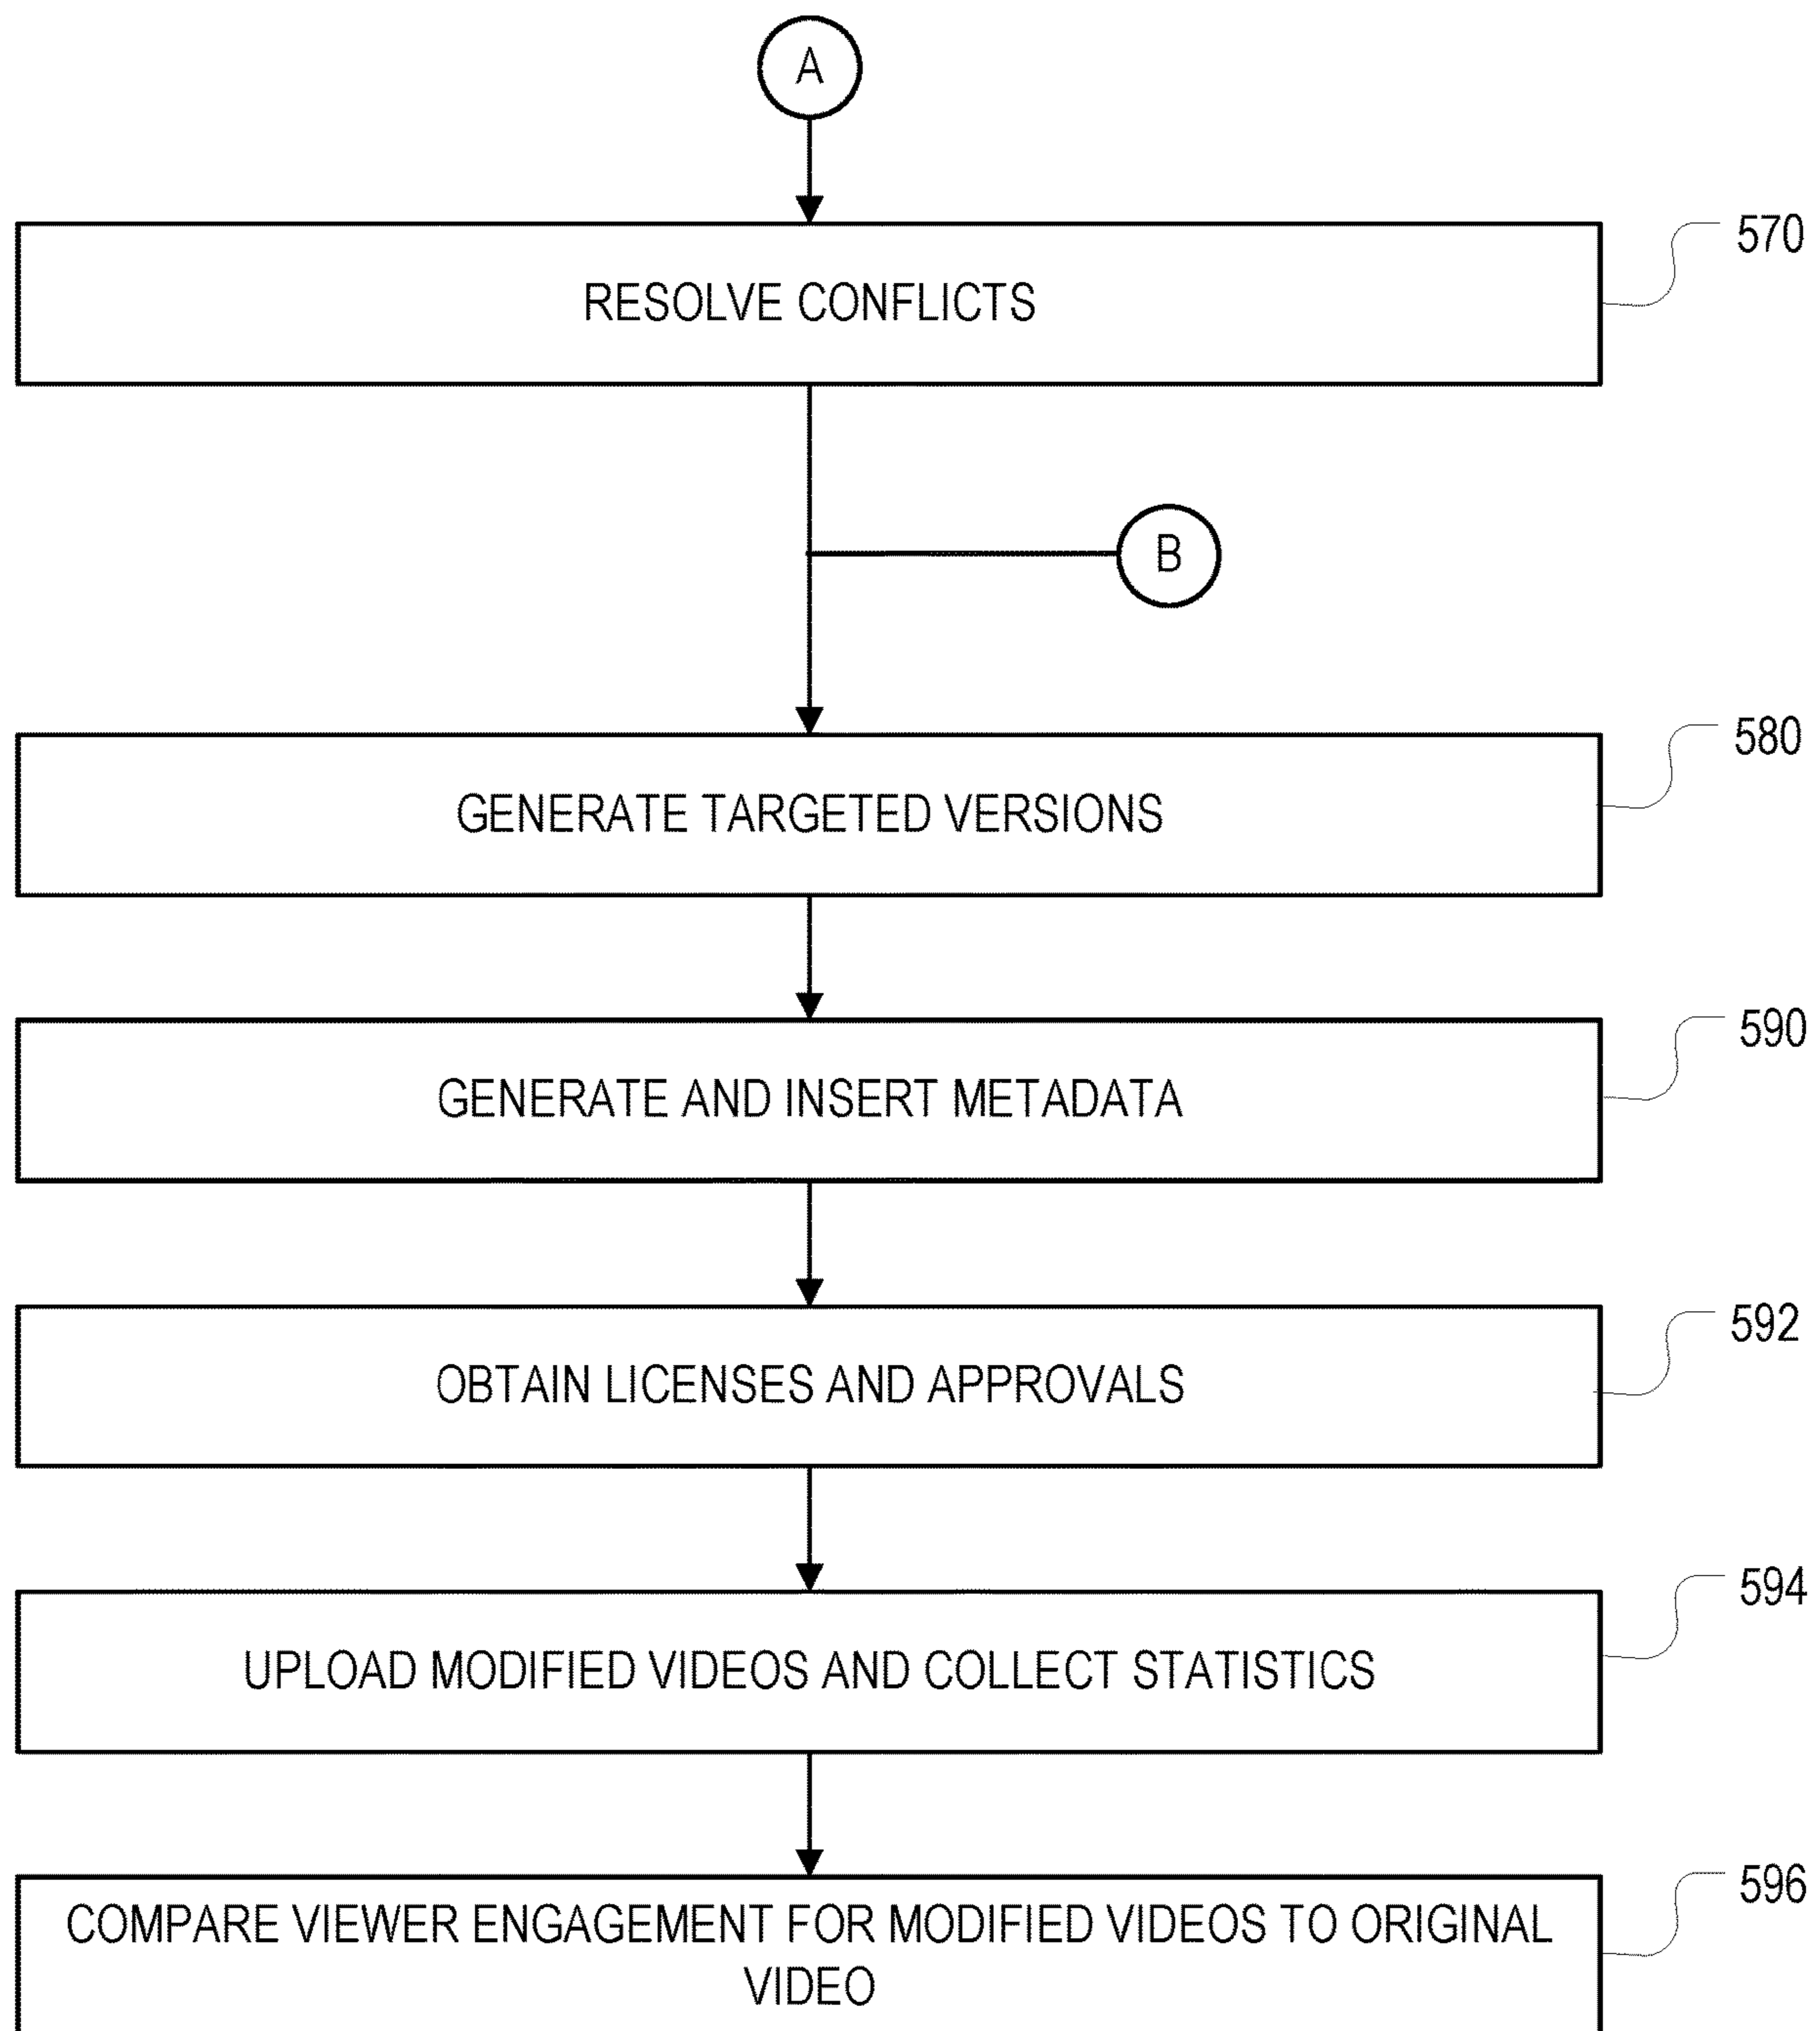 A
570
RESOLVE CONFLICTS
B
580
GENERATE TARGETED VERSIONS
590
GENERATE AND INSERT METADATA
592
OBTAIN LICENSES AND APPROVALS
594
UPLOAD MODIFIED VIDEOS AND COLLECT STATISTICS
596
COMPARE VIEWER ENGAGEMENT FOR MODIFIED VIDEOS TO ORIGINAL
VIDEO